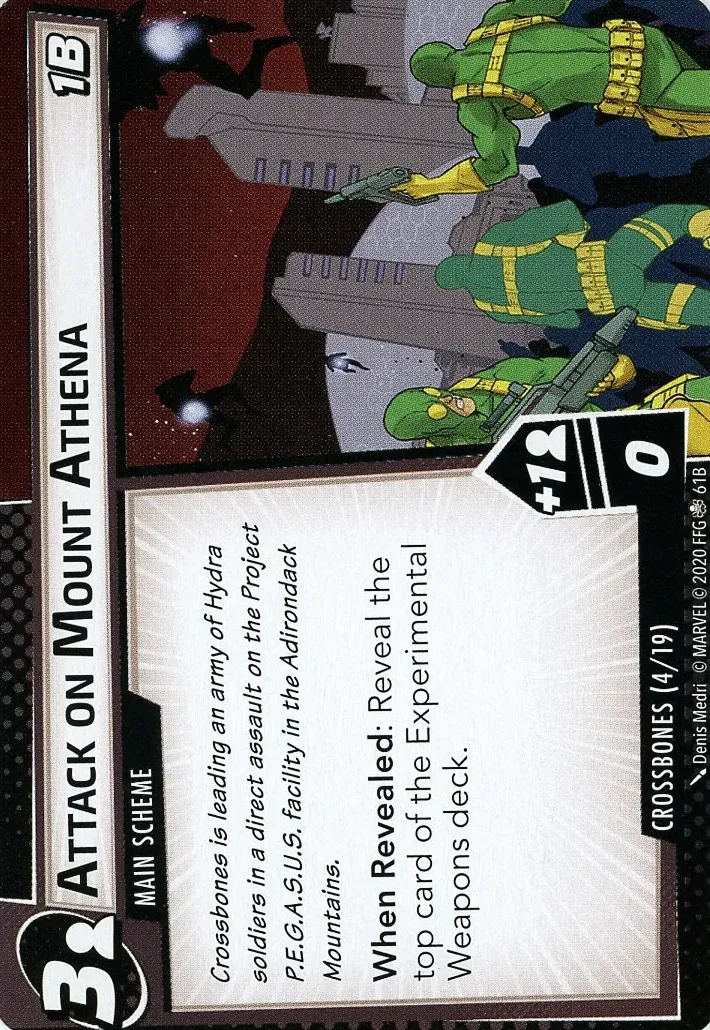 3
ATTACK ON MOUNT ATHENA
1B
MAIN SCHEME
Crossbones is leading an army of Hydra
soldiers in a direct assault on the Project
P.E.G.A.S.U.S. facility in the Adirondack
Mountains.
When Revealed: Reveal the
top card of the Experimental
Weapons deck.
+1
0
CROSSBONES (4/19)
Denis Medri © MARVEL © 2020 FFG 61B